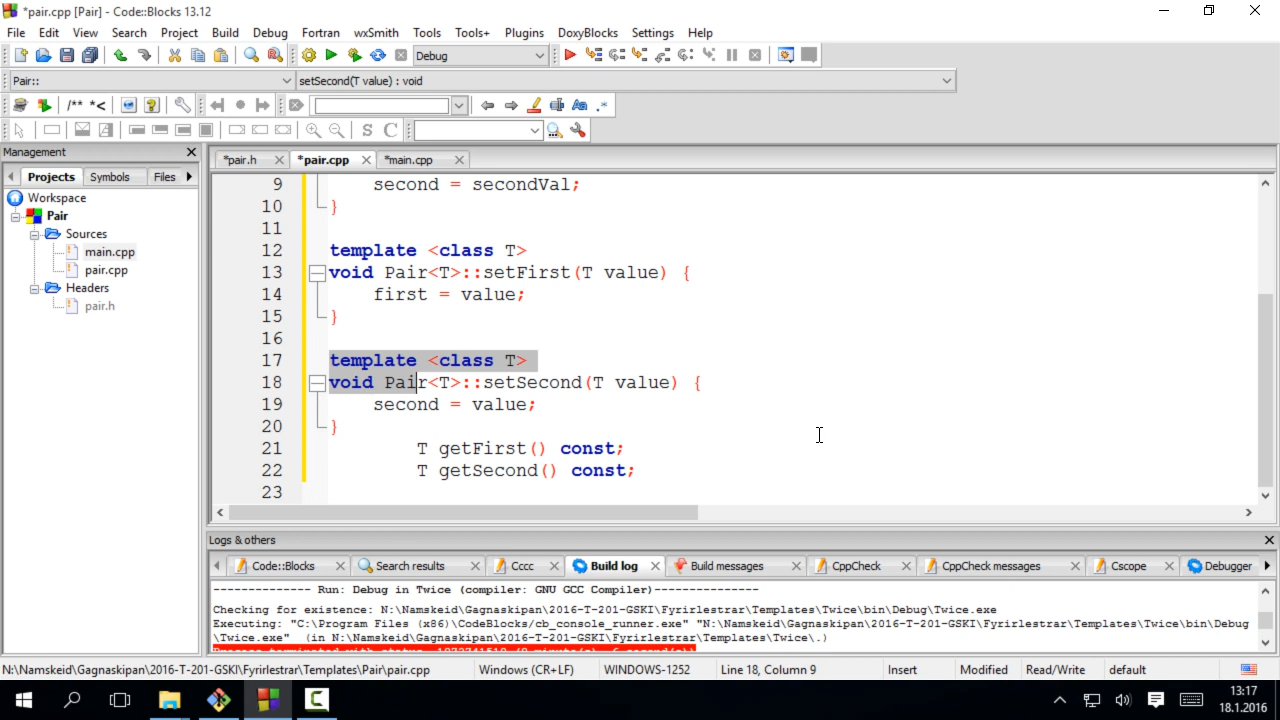 *pair.cpp [Pair] - Code::Blocks 13.12
File Edit View Search Project Build Debug Fortran wxSmith Tools Tools+ Plugins DoxyBlocks Settings Help
Debug
Pair:: setSecond(T value) : void
/** *<
S C
Management
Projects Symbols Files
Workspace
Pair
Sources
main.cpp
pair.cpp
Headers
pair.h
*pair.h *pair.cpp *main.cpp
9 second = secondVal;
10 }
11
12 template <class T>
13 void Pair<T>::setFirst(T value) {
14 first = value;
15 }
16
17 template <class T>
18 void Pair<T>::setSecond(T value) {
19 second = value;
20 }
21 T getFirst() const;
22 T getSecond() const;
23
Logs & others
Code::Blocks Search results Cccc Build log Build messages CppCheck CppCheck messages Cscope Debugger
-------------- Run: Debug in Twice (compiler: GNU GCC Compiler)---------------
Checking for existence: N:\Namskeid\Gagnaskipan\2016-T-201-GSKI\Fyrirlestrar\Templates\Twice\bin\Debug\Twice.exe
Executing: "C:\Program Files (x86)\CodeBlocks/cb_console_runner.exe" "N:\Namskeid\Gagnaskipan\2016-T-201-GSKI\Fyrirlestrar\Templates\Twice\bin\Debug
\Twice.exe" (in N:\Namskeid\Gagnaskipan\2016-T-201-GSKI\Fyrirlestrar\Templates\Twice\.)
N:\Namskeid\Gagnaskipan\2016-T-201-GSKI\Fyrirlestrar\Templates\Pair\pair.cpp Windows (CR+LF) WINDOWS-1252 Line 18, Column 9 Insert Modified Read/Write default
13:17
18.1.2016